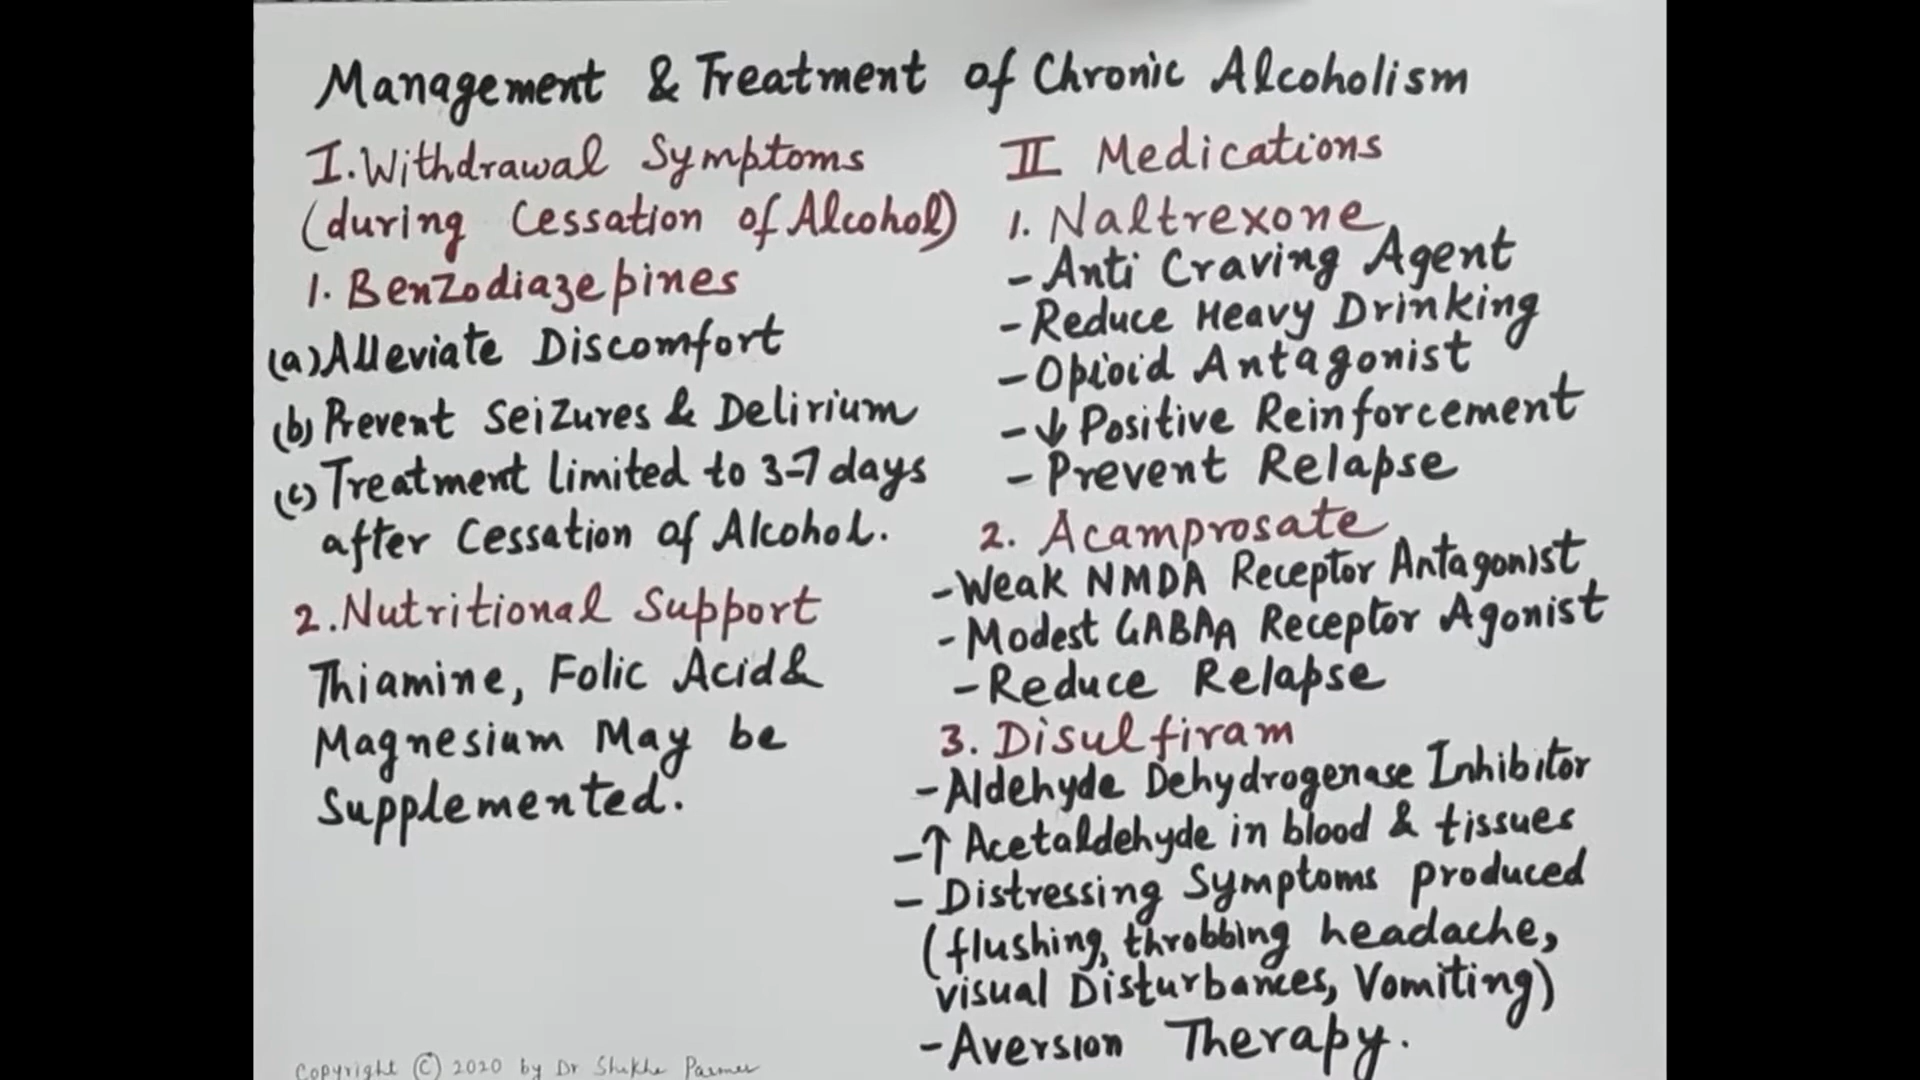 Management & Treatment of Chronic Alcoholism
I. Withdrawal Symptoms
(during Cessation of Alcohol)
1. Benzodiazepines
(a) Alleviate Discomfort
(b) Prevent Seizures & Delirium
(c) Treatment limited to 3-7 days
after Cessation of Alcohol.
2. Nutritional Support
Thiamine, Folic Acid &
Magnesium May be
Supplemented.
II Medications
1. Naltrexone
- Anti Craving Agent
- Reduce Heavy Drinking
- Opioid Antagonist
- ↓ Positive Reinforcement
- Prevent Relapse
2. Acamprosate
- Weak NMDA Receptor Antagonist
- Modest GABAA Receptor Agonist
- Reduce Relapse
3. Disulfiram
- Aldehyde Dehydrogenase Inhibitor
- ↑ Acetaldehyde in blood & tissues
- Distressing Symptoms produced
(flushing, throbbing headache,
visual Disturbances, Vomiting)
- Aversion Therapy.
Copyright © 2020 by Dr